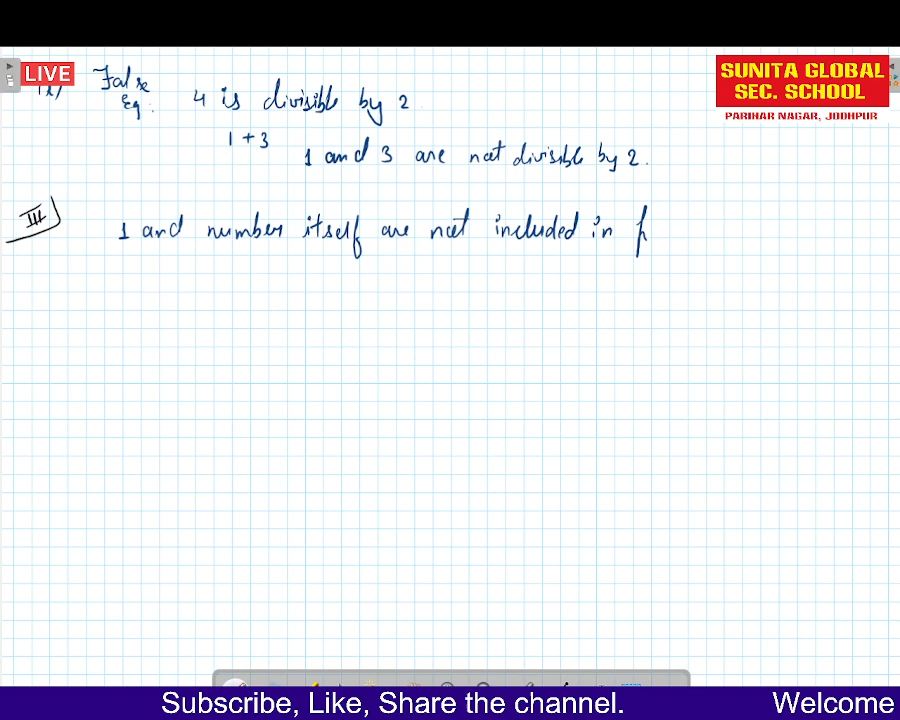 LIVE
SUNITA GLOBAL
SEC. SCHOOL
PARIHAR NAGAR, JODHPUR
False
Eg. 4 is divisible by 2
1 + 3
1 and 3 are not divisible by 2.
III
1 and number itself are not included in
Subscribe, Like, Share the channel.
Welcome